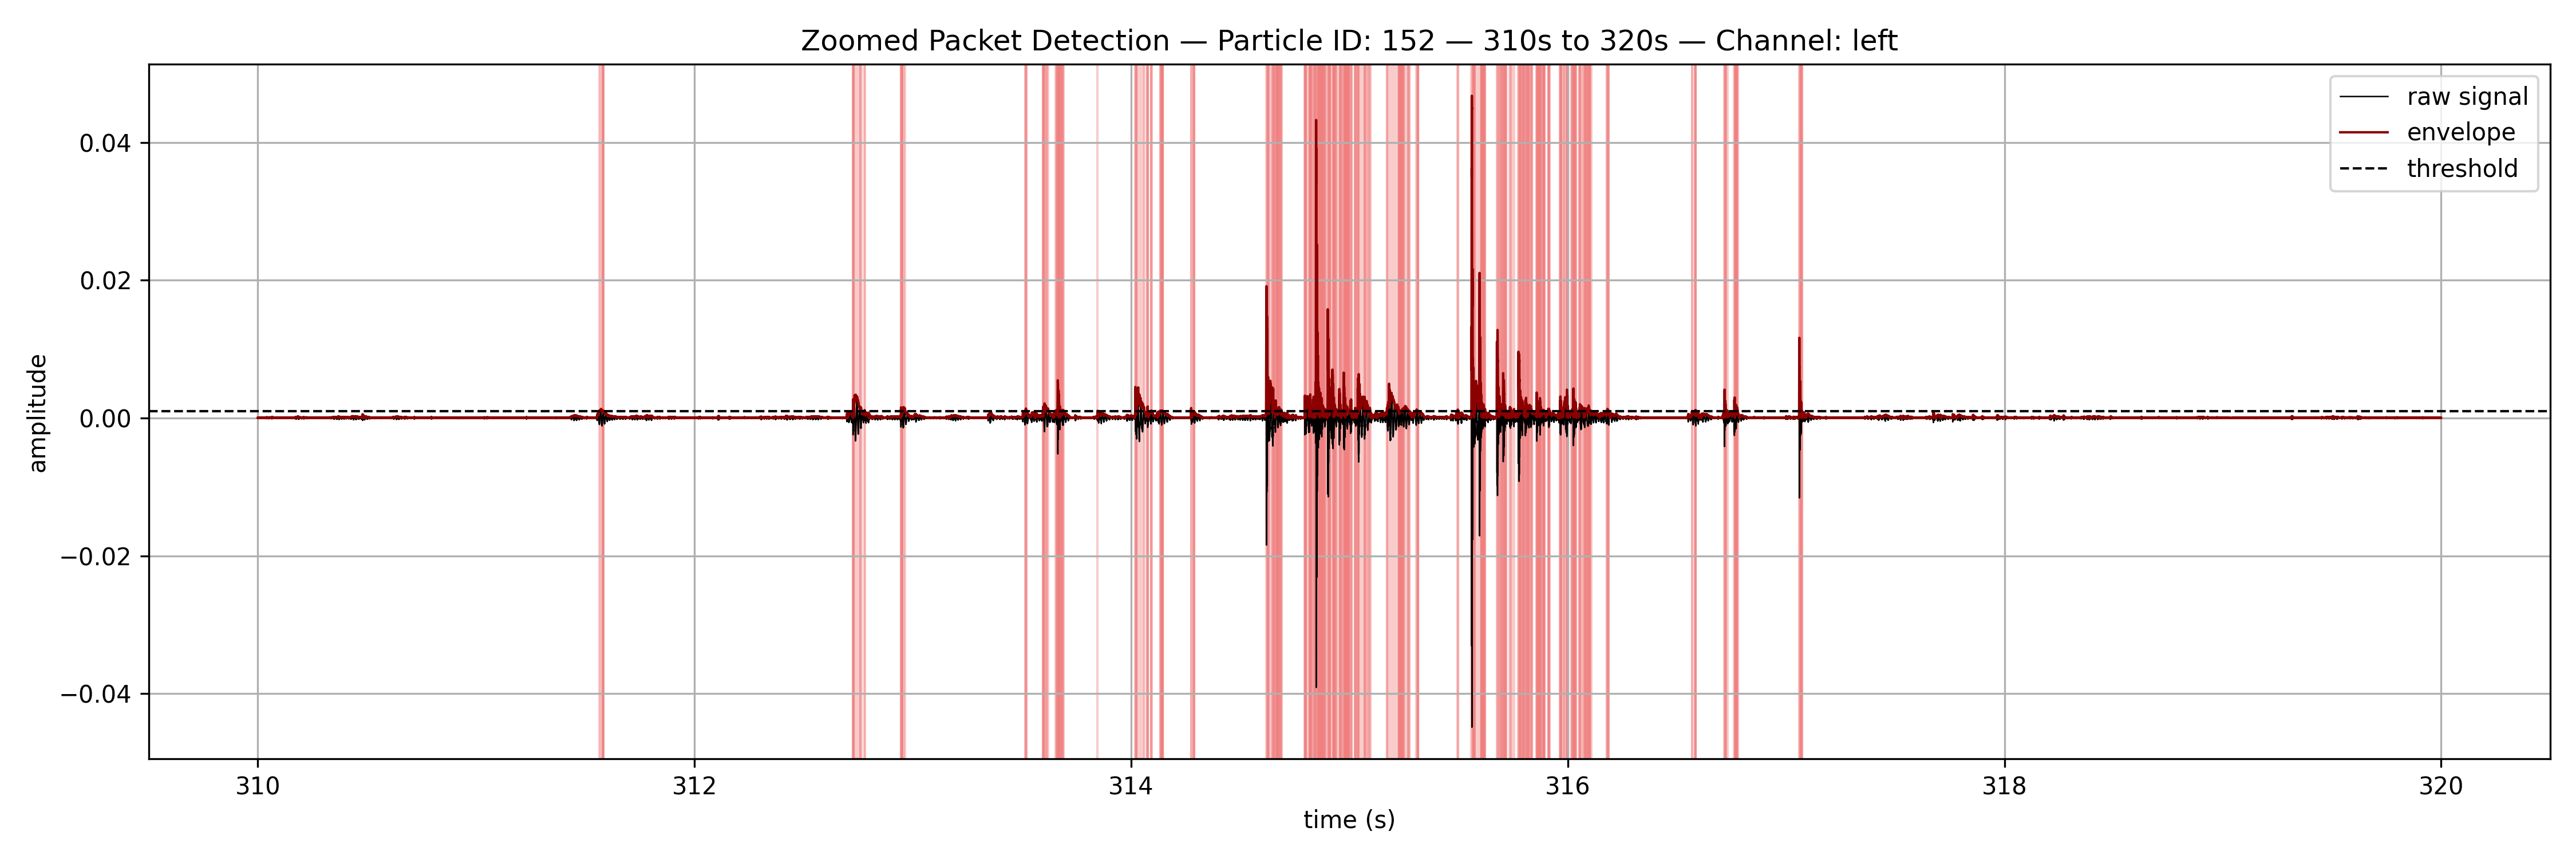 Zoomed Packet Detection — Particle ID: 152 — 310s to 320s — Channel: left
raw signal
envelope
threshold
0.04
0.02
0.00
−0.02
−0.04
amplitude
310
312
314
316
318
320
time (s)